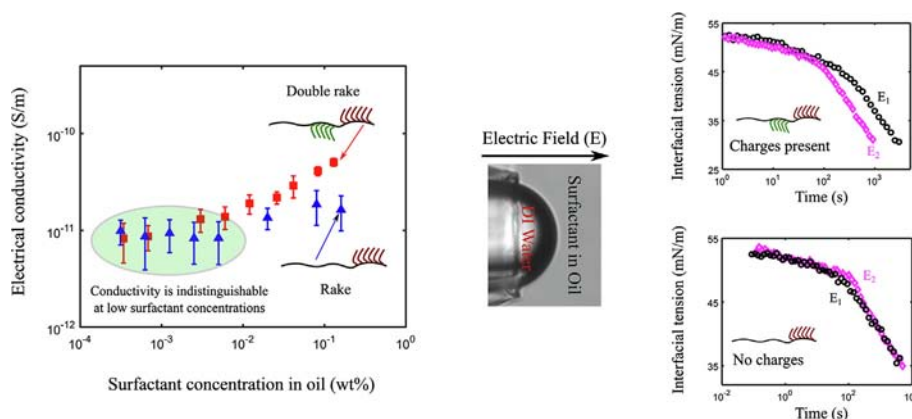 Electrical conductivity (S/m)
10⁻¹⁰
10⁻¹¹
10⁻¹²
Double rake
Rake
Conductivity is indistinguishable
at low surfactant concentrations
10⁻⁴
10⁻³
10⁻²
10⁻¹
10⁰
Surfactant concentration in oil (wt%)
Electric Field (E)
DI Water
Surfactant in Oil
Interfacial tension (mN/m)
55
45
35
25
E₁
E₂
Charges present
10⁰
10¹
10²
10³
Time (s)
Interfacial tension (mN/m)
55
45
35
E₂
E₁
No charges
10⁻²
10⁰
10²
Time (s)